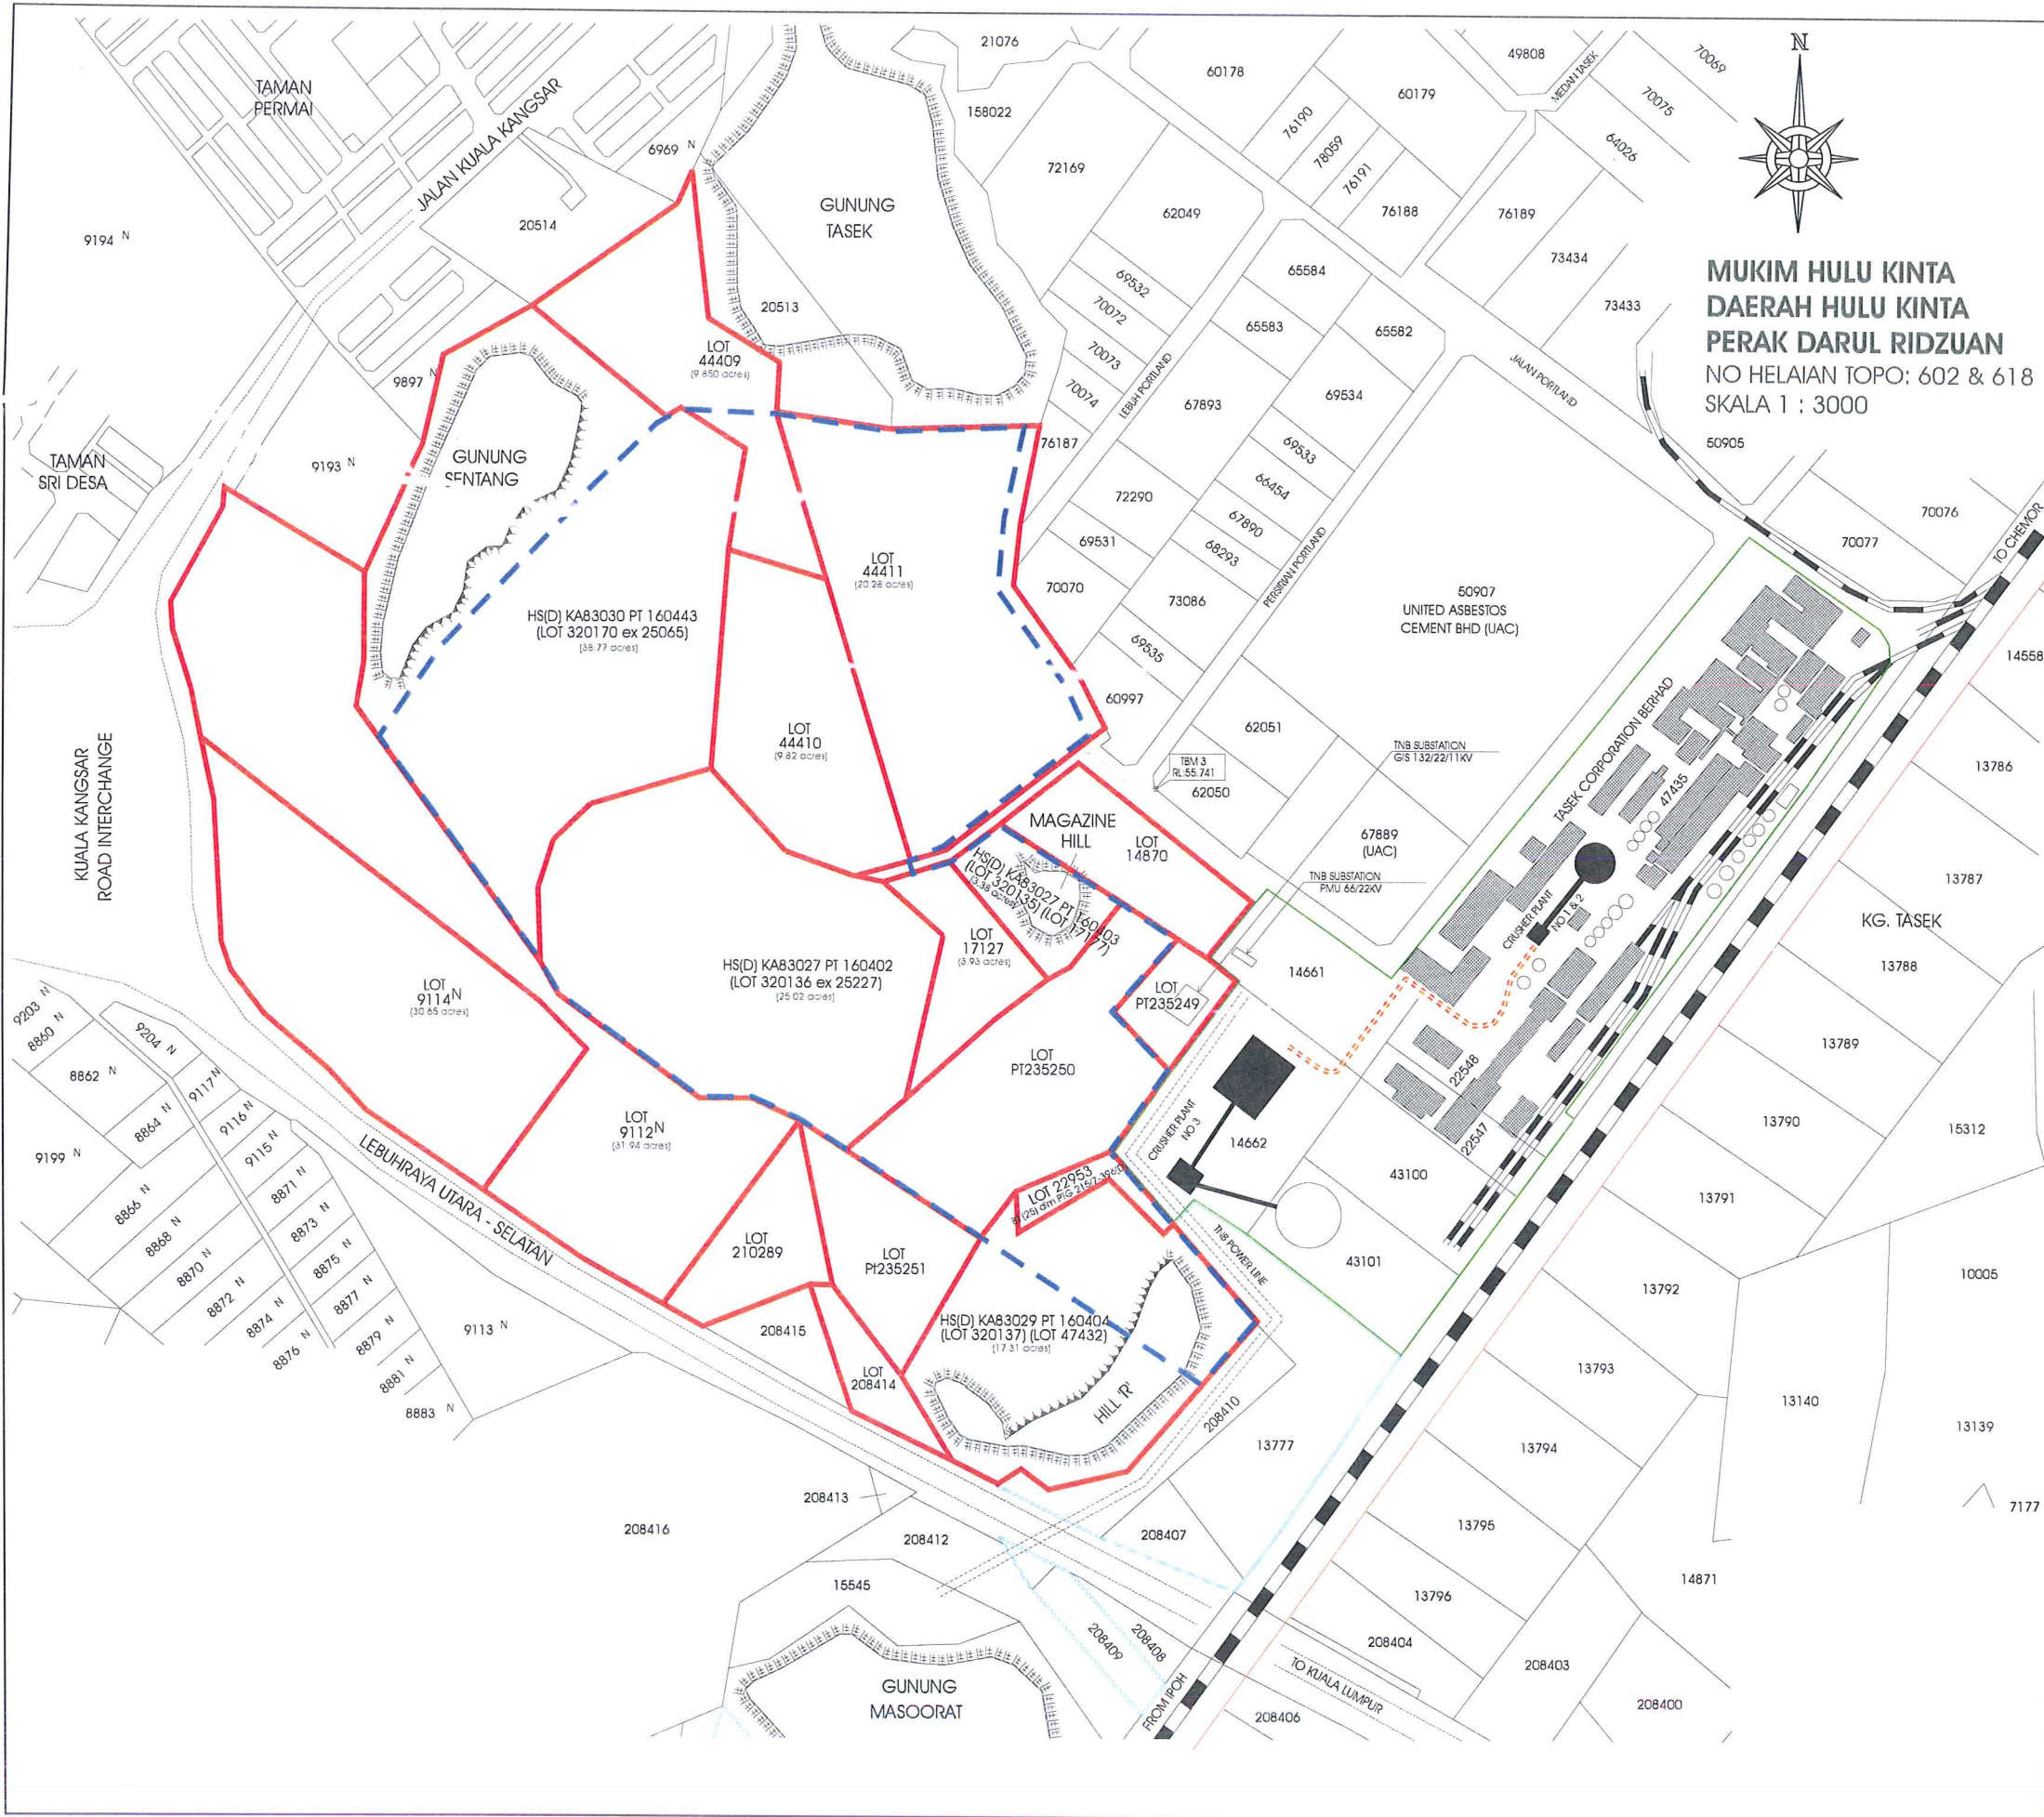 N
MUKIM HULU KINTA
DAERAH HULU KINTA
PERAK DARUL RIDZUAN
NO HELAIAN TOPO: 602 & 618
SKALA 1 : 3000
TAMAN
PERMAI
JALAN KUALA KANGSAR
6969 N
20514
9194 N
9897 N
9193 N
TAMAN
SRI DESA
GUNUNG
TASEK
20513
21076
158022
72169
62049
69532
70072
70073
70074
76187
LEBUH PORTLAND
60178
60179
76190
78059
76191
76188
49808
MEDAN TASEK
70069
70075
64026
76189
73434
73433
65584
65583
65582
JALAN PORTLAND
67893
69534
69533
66454
67890
68293
72290
69531
70070
73086
69535
60997
PERSIRIAN PORTLAND
50905
70076
70077
TO CHEMOR
14558
LOT
44409
(9.850 acres)
GUNUNG
SENTANG
HS(D) KA83030 PT 160443
(LOT 320170 ex 25065)
(38.77 acres)
LOT
44411
(20.28 acres)
LOT
44410
(9.82 acres)
50907
UNITED ASBESTOS
CEMENT BHD (UAC)
62051
TBM 3
RL:55.741
62050
TNB SUBSTATION
GIS 132/22/11KV
67889
(UAC)
TNB SUBSTATION
PMU 66/22KV
TASEK CORPORATION BERHAD
47435
CRUSHER PLANT
NO 1 & 2
KUALA KANGSAR
ROAD INTERCHANGE
MAGAZINE
HILL
LOT
14870
HS(D) KA83027 PT 160403
(LOT 320135) (LOT 17177)
(3.38 acres)
LOT
17127
(3.93 acres)
HS(D) KA83027 PT 160402
(LOT 320136 ex 25227)
(25.02 acres)
LOT
PT235249
LOT
PT235250
LOT
9114 N
(30.65 acres)
LOT
9112 N
(31.94 acres)
14661
14662
CRUSHER PLANT
NO 3
22548
22547
43100
43101
TNB POWER LINE
KG. TASEK
13786
13787
13788
13789
13790
13791
13792
13793
13794
13795
13796
15312
10005
13140
13139
7177
14871
9203 N
8860 N
8862 N
9204 N
9117 N
8864 N
9116 N
9115 N
9199 N
8866 N
8868 N
8870 N
8872 N
8874 N
8876 N
8871 N
8873 N
8875 N
8877 N
8879 N
8881 N
8883 N
9113 N
LEBUHRAYA UTARA - SELATAN
LOT
210289
LOT
Pt235251
LOT 22953
208415
LOT
208414
HS(D) KA83029 PT 160404
(LOT 320137) (LOT 47432)
(17.31 acres)
HILL 'R'
208410
13777
208413
208416
208412
208407
15545
208409
208408
GUNUNG
MASOORAT
FROM IPOH
TO KUALA LUMPUR
208404
208403
208406
208400